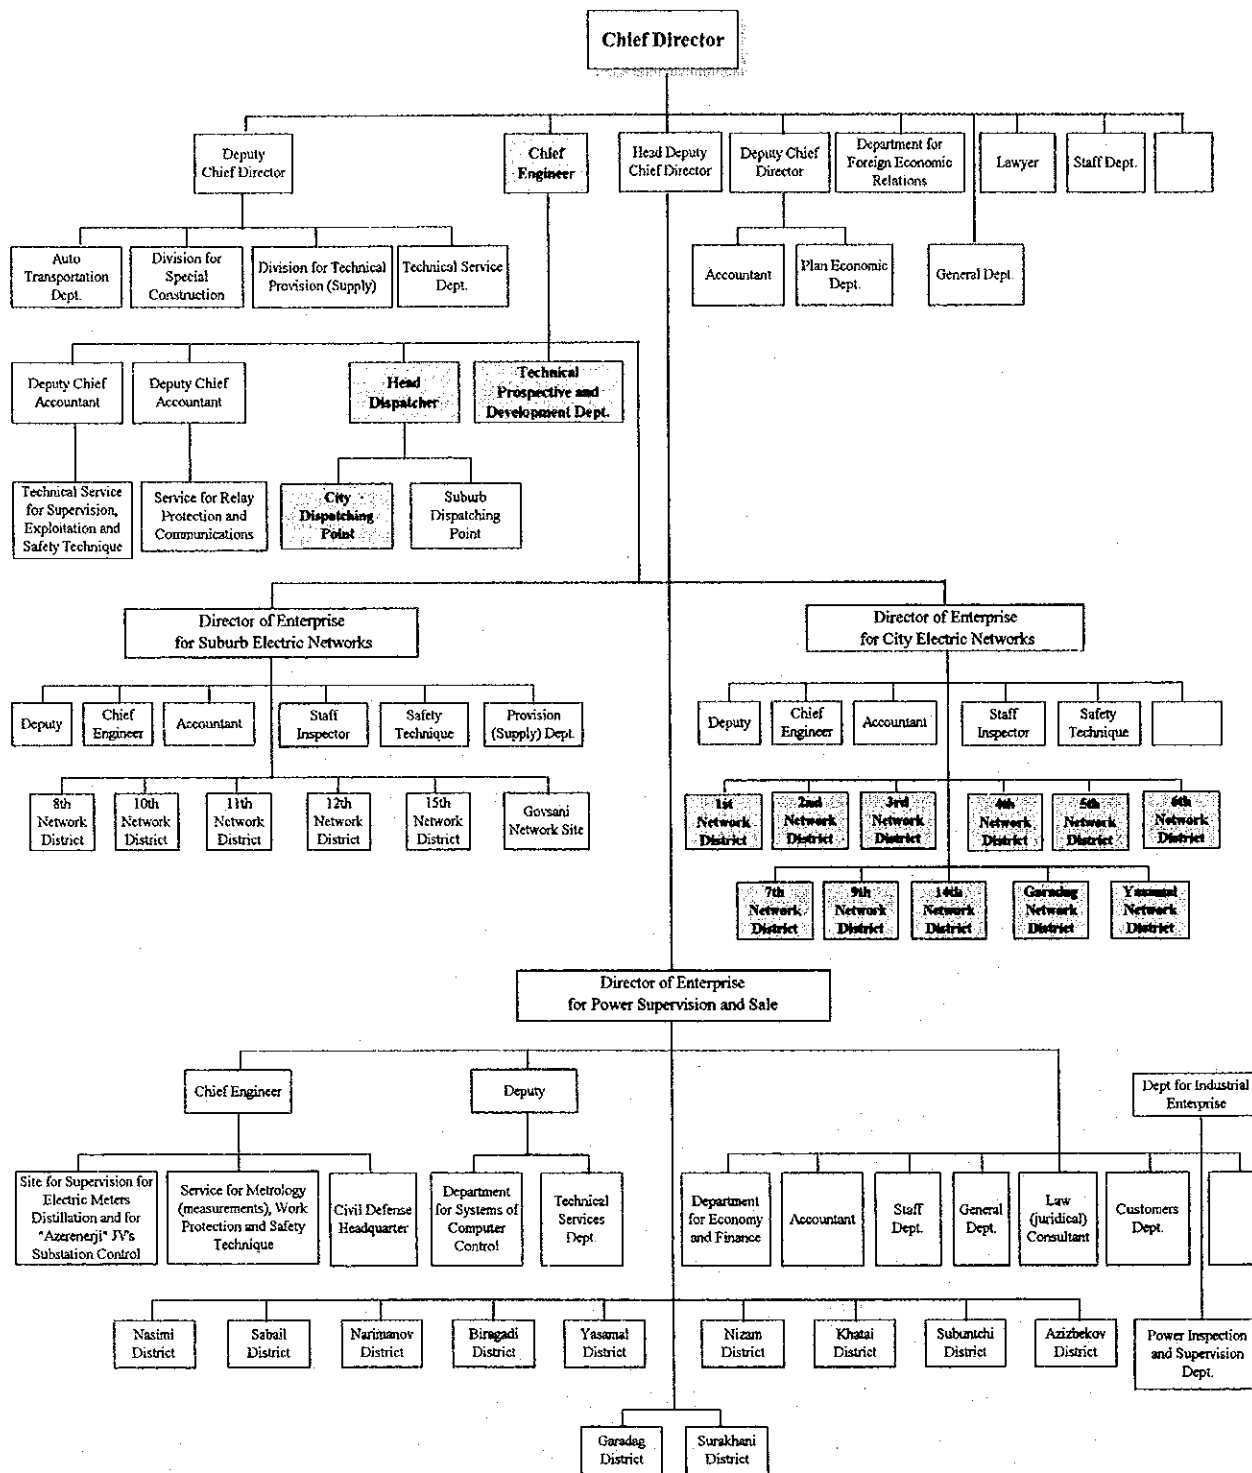 Chief Director
Deputy
Chief Director
Chief
Engineer
Head Deputy
Chief Director
Deputy Chief
Director
Department for
Foreign Economic
Relations
Lawyer
Staff Dept.
Auto
Transportation
Dept.
Division for
Special
Construction
Division for Technical
Provision (Supply)
Technical Service
Dept.
Accountant
Plan Economic
Dept.
General Dept.
Deputy Chief
Accountant
Deputy Chief
Accountant
Head
Dispatcher
Technical
Prospective and
Development Dept.
Technical Service
for Supervision,
Exploitation and
Safety Technique
Service for Relay
Protection and
Communications
City
Dispatching
Point
Suburb
Dispatching
Point
Director of Enterprise
for Suburb Electric Networks
Director of Enterprise
for City Electric Networks
Deputy
Chief
Engineer
Accountant
Staff
Inspector
Safety
Technique
Provision
(Supply) Dept.
Deputy
Chief
Engineer
Accountant
Staff
Inspector
Safety
Technique
8th
Network
District
10th
Network
District
11th
Network
District
12th
Network
District
15th
Network
District
Govsani
Network Site
1st
Network
District
2nd
Network
District
3rd
Network
District
4th
Network
District
5th
Network
District
6th
Network
District
7th
Network
District
9th
Network
District
14th
Network
District
Garadag
Network
District
Yasamal
Network
District
Director of Enterprise
for Power Supervision and Sale
Chief Engineer
Deputy
Dept for Industrial
Enterprise
Site for Supervision for
Electric Meters
Distillation and for
"Azerenerji" JV's
Substation Control
Service for Metrology
(measurements), Work
Protection and Safety
Technique
Civil Defense
Headquarter
Department
for Systems of
Computer
Control
Technical
Services
Dept.
Department
for Economy
and Finance
Accountant
Staff
Dept.
General
Dept.
Law
(juridical)
Consultant
Customers
Dept.
Nasimi
District
Sabail
District
Narimanov
District
Biragadi
District
Yasamal
District
Nizam
District
Khatai
District
Subuntchi
District
Azizbekov
District
Power Inspection
and Supervision
Dept.
Garadag
District
Surakhani
District